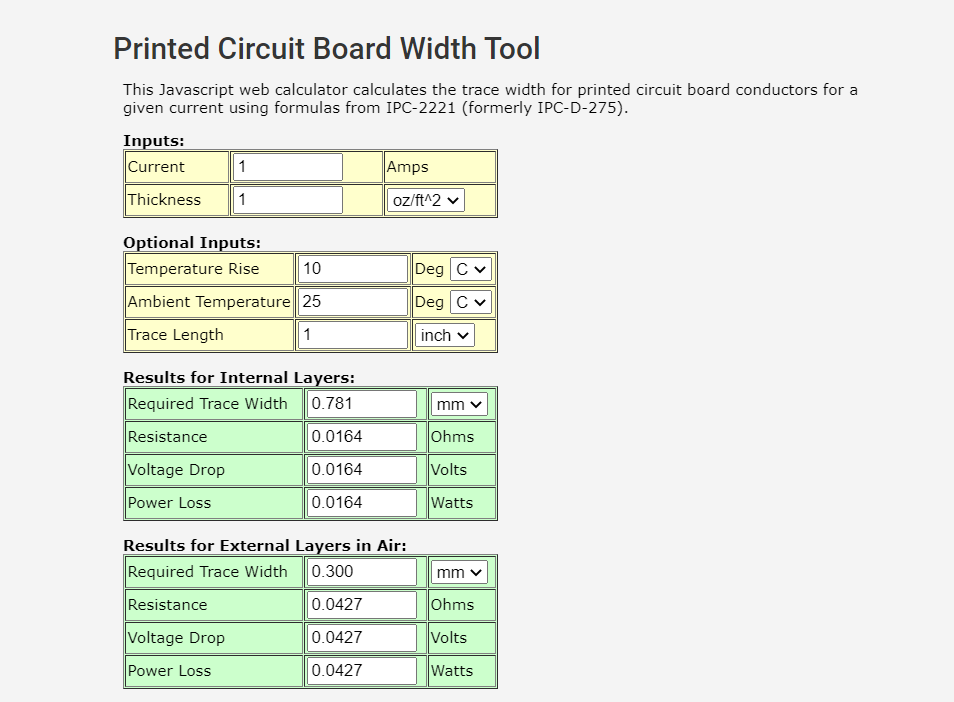 Printed Circuit Board Width Tool
This Javascript web calculator calculates the trace width for printed circuit board conductors for a
given current using formulas from IPC-2221 (formerly IPC-D-275).
Inputs:
Current 1 Amps
Thickness 1 oz/ft^2
Optional Inputs:
Temperature Rise 10 Deg C
Ambient Temperature 25 Deg C
Trace Length 1 inch
Results for Internal Layers:
Required Trace Width 0.781 mm
Resistance 0.0164 Ohms
Voltage Drop 0.0164 Volts
Power Loss 0.0164 Watts
Results for External Layers in Air:
Required Trace Width 0.300 mm
Resistance 0.0427 Ohms
Voltage Drop 0.0427 Volts
Power Loss 0.0427 Watts